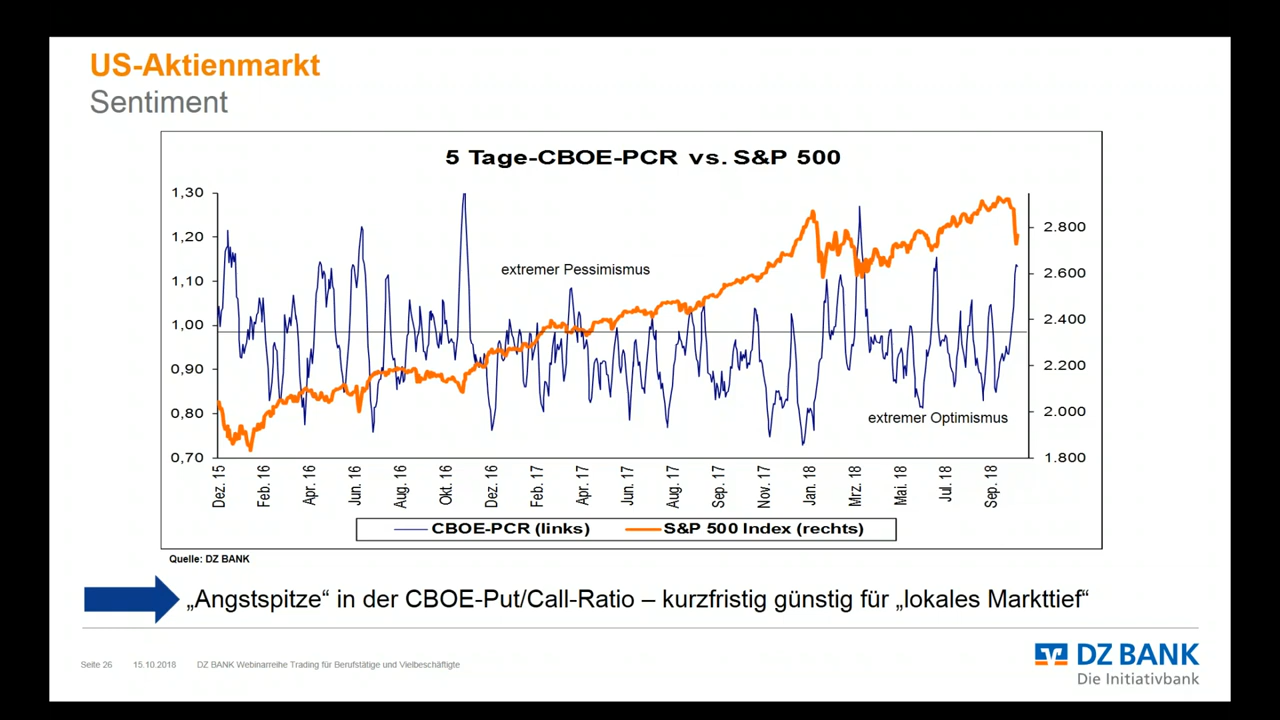 US-Aktienmarkt
Sentiment
5 Tage-CBOE-PCR vs. S&P 500
1,30
1,20
1,10
1,00
0,90
0,80
0,70
2.800
2.600
2.400
2.200
2.000
1.800
extremer Pessimismus
extremer Optimismus
Dez. 15
Feb. 16
Apr. 16
Jun. 16
Aug. 16
Okt. 16
Dez. 16
Feb. 17
Apr. 17
Jun. 17
Aug. 17
Sep. 17
Nov. 17
Jan. 18
Mrz. 18
Mai. 18
Jul. 18
Sep. 18
CBOE-PCR (links)
S&P 500 Index (rechts)
Quelle: DZ BANK
„Angstspitze“ in der CBOE-Put/Call-Ratio – kurzfristig günstig für „lokales Markttief“
Seite 26 15.10.2018 DZ BANK Webinarreihe Trading für Berufstätige und Vielbeschäftigte
DZ BANK
Die Initiativbank